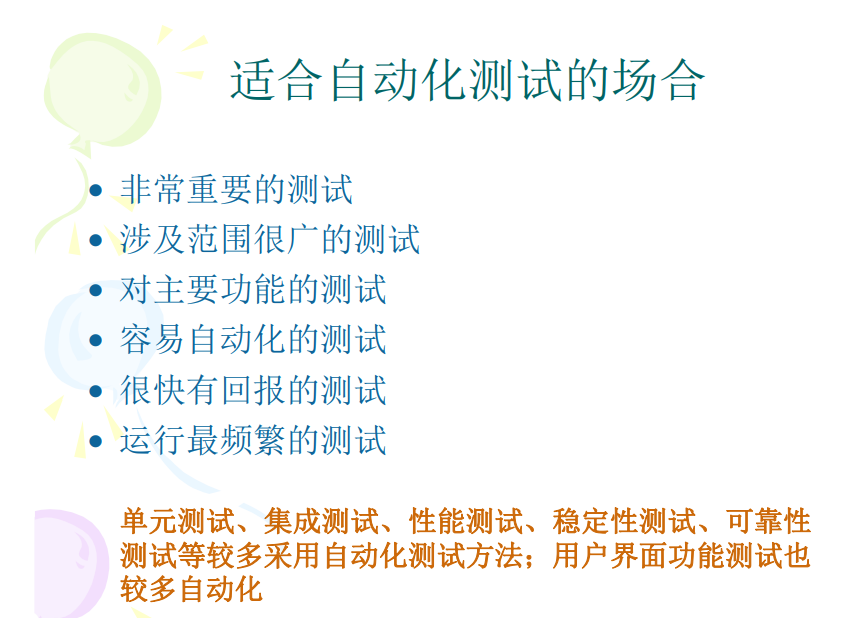 适合自动化测试的场合
• 非常重要的测试
• 涉及范围很广的测试
• 对主要功能的测试
• 容易自动化的测试
• 很快有回报的测试
• 运行最频繁的测试
单元测试、集成测试、性能测试、稳定性测试、可靠性
测试等较多采用自动化测试方法；用户界面功能测试也
较多自动化